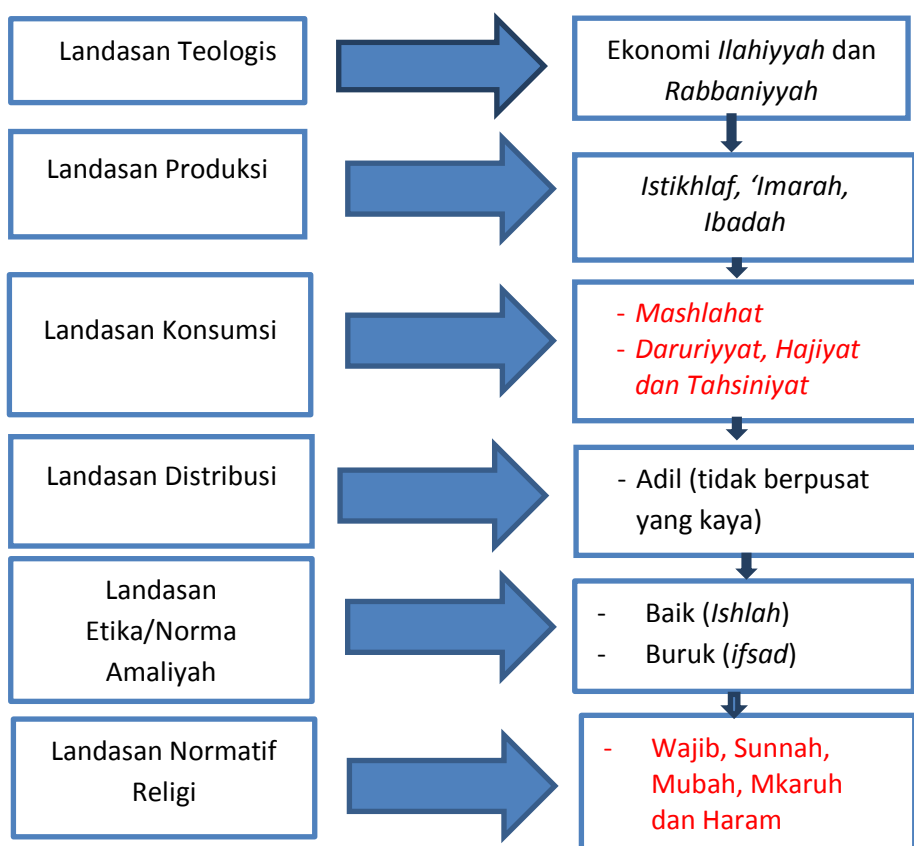 Landasan Teologis
Ekonomi Ilahiyyah dan
Rabbaniyyah
Landasan Produksi
Istikhlaf, ‘Imarah,
Ibadah
Landasan Konsumsi
- Mashlahat
- Daruriyyat, Hajiyat
dan Tahsiniyat
Landasan Distribusi
- Adil (tidak berpusat
yang kaya)
Landasan
Etika/Norma
Amaliyah
- Baik (Ishlah)
- Buruk (ifsad)
Landasan Normatif
Religi
- Wajib, Sunnah,
Mubah, Mkaruh
dan Haram